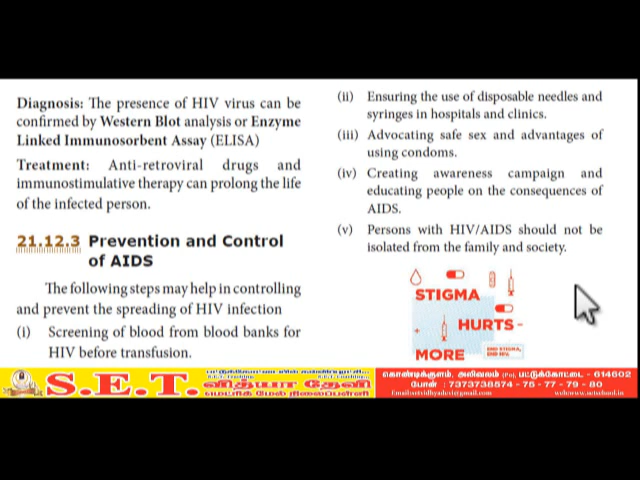 Diagnosis: The presence of HIV virus can be
confirmed by Western Blot analysis or Enzyme
Linked Immunosorbent Assay (ELISA)
Treatment: Anti-retroviral drugs and
immunostimulative therapy can prolong the life
of the infected person.
21.12.3 Prevention and Control
of AIDS
The following steps may help in controlling
and prevent the spreading of HIV infection
(i) Screening of blood from blood banks for
HIV before transfusion.
(ii) Ensuring the use of disposable needles and
syringes in hospitals and clinics.
(iii) Advocating safe sex and advantages of
using condoms.
(iv) Creating awareness campaign and
educating people on the consequences of
AIDS.
(v) Persons with HIV/AIDS should not be
isolated from the family and society.
STIGMA
HURTS
MORE
END STIGMA,
END HIV.
S.E.T.
வித்யா தேவி
மெட்ரிக் மேல் நிலைப்பள்ளி
கொண்டிக்குளம், அலிவலம் (Po), பட்டுக்கோட்டை - 614602
போன் : 7373738874 - 75 - 77 - 79 - 80